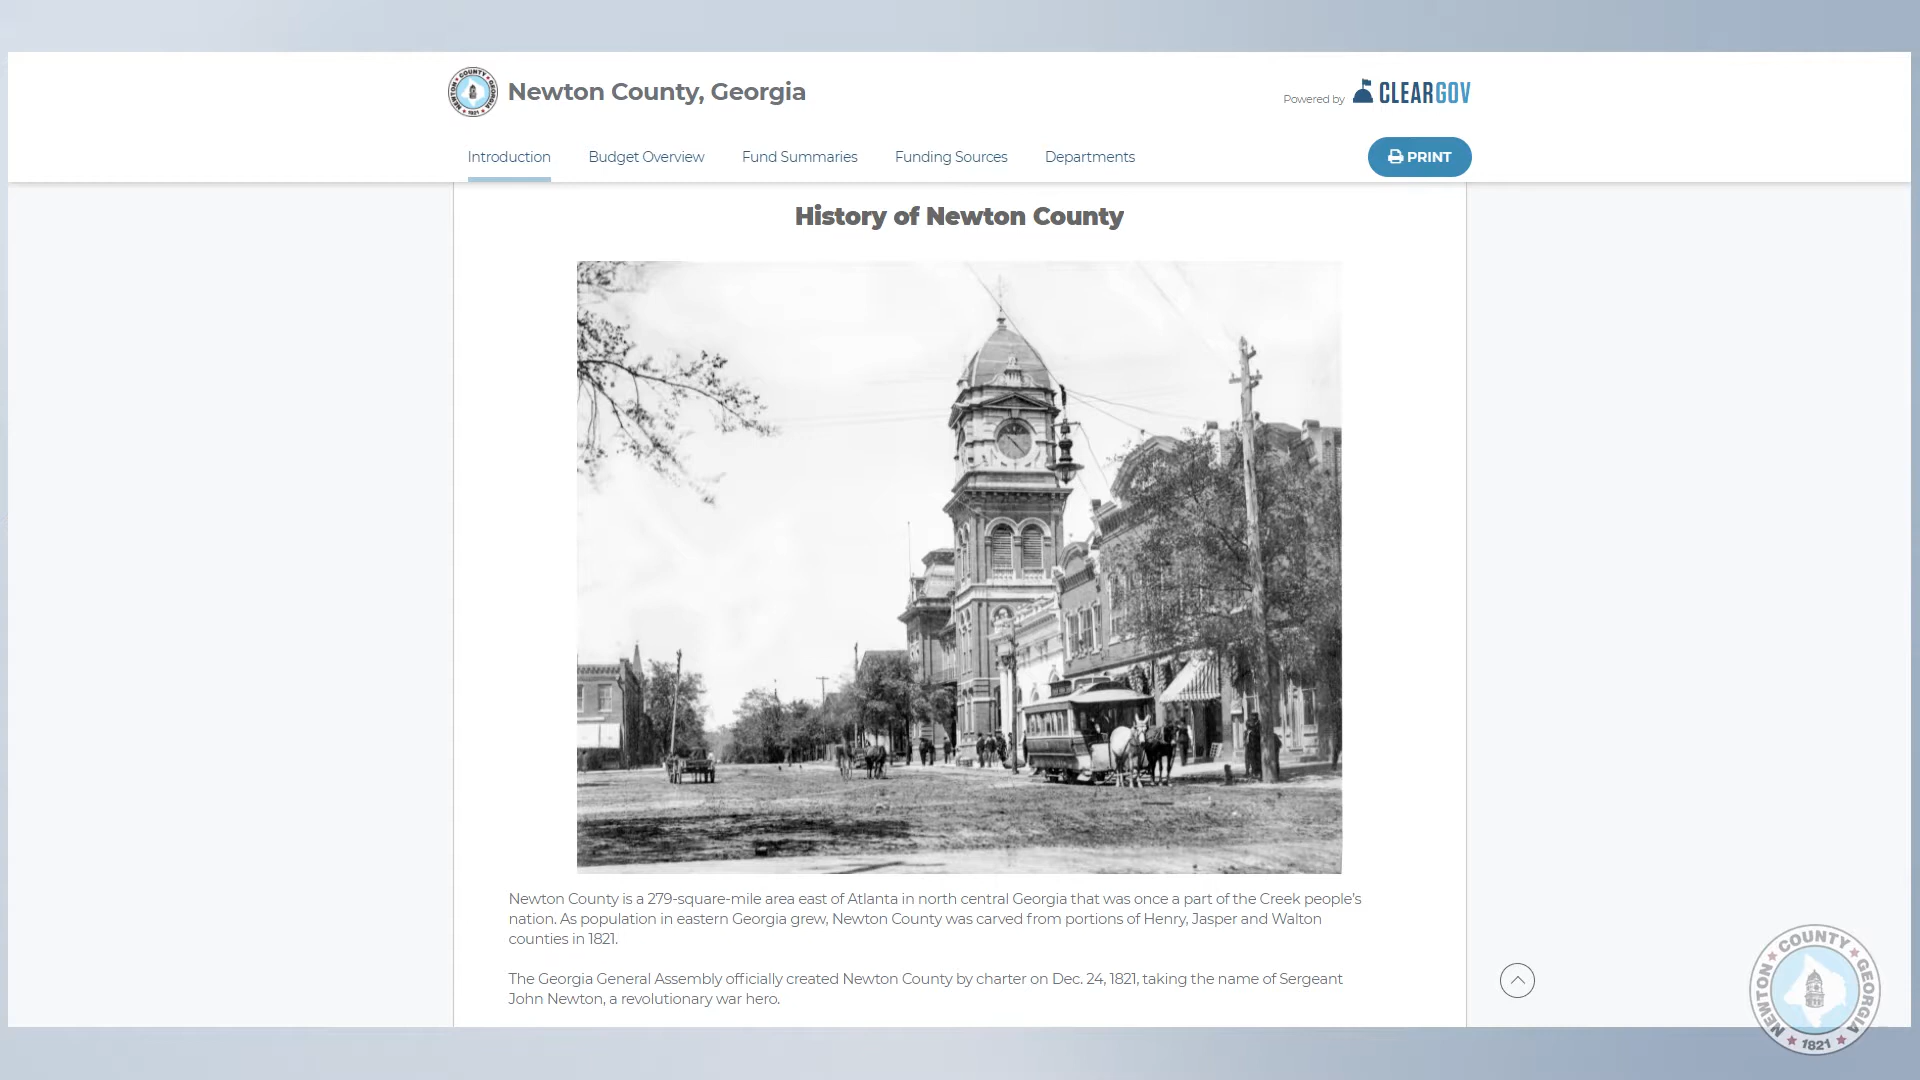 Newton County, Georgia
Powered by CLEARGOV
Introduction Budget Overview Fund Summaries Funding Sources Departments PRINT
History of Newton County
Newton County is a 279-square-mile area east of Atlanta in north central Georgia that was once a part of the Creek people’s
nation. As population in eastern Georgia grew, Newton County was carved from portions of Henry, Jasper and Walton
counties in 1821.
The Georgia General Assembly officially created Newton County by charter on Dec. 24, 1821, taking the name of Sergeant
John Newton, a revolutionary war hero.
NEWTON COUNTY GEORGIA
1821